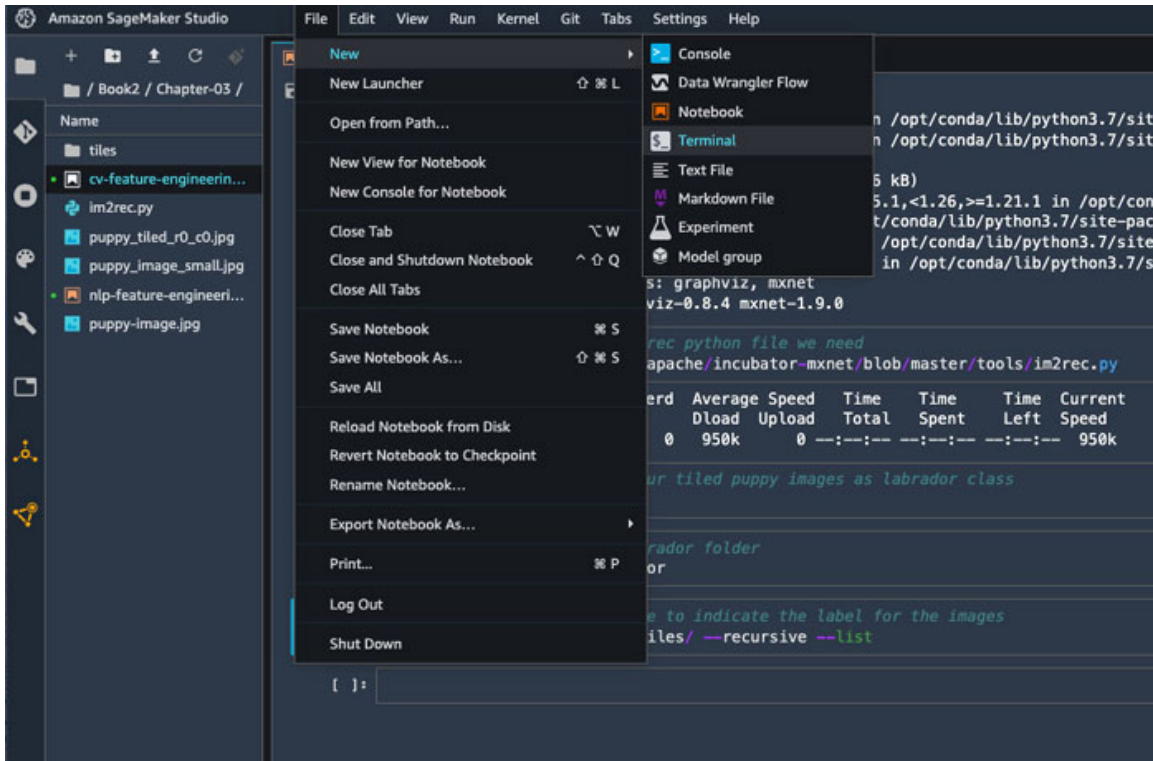 Amazon SageMaker Studio
File Edit View Run Kernel Git Tabs Settings Help
/ Book2 / Chapter-03 /
Name
tiles
cv-feature-engineerin...
im2rec.py
puppy_tiled_r0_c0.jpg
puppy_image_small.jpg
nlp-feature-engineeri...
puppy-image.jpg
New
New Launcher ⇧ ⌘ L
Open from Path...
New View for Notebook
New Console for Notebook
Close Tab ⌥ W
Close and Shutdown Notebook ^ ⇧ Q
Close All Tabs
Save Notebook ⌘ S
Save Notebook As... ⇧ ⌘ S
Save All
Reload Notebook from Disk
Revert Notebook to Checkpoint
Rename Notebook...
Export Notebook As...
Print... ⌘ P
Log Out
Shut Down
Console
Data Wrangler Flow
Notebook
$_ Terminal
Text File
Markdown File
Experiment
Model group
n /opt/conda/lib/python3.7/sit
n /opt/conda/lib/python3.7/sit
5 kB)
5.1,<1.26,>=1.21.1 in /opt/con
t/conda/lib/python3.7/site-pac
/opt/conda/lib/python3.7/site
in /opt/conda/lib/python3.7/s
s: graphviz, mxnet
viz-0.8.4 mxnet-1.9.0
rec python file we need
apache/incubator-mxnet/blob/master/tools/im2rec.py
erd Average Speed Time Time Time Current
Dload Upload Total Spent Left Speed
0 950k 0 --:--:-- --:--:-- --:--:-- 950k
ur tiled puppy images as labrador class
rador folder
or
e to indicate the label for the images
iles/ --recursive --list
[ ]: